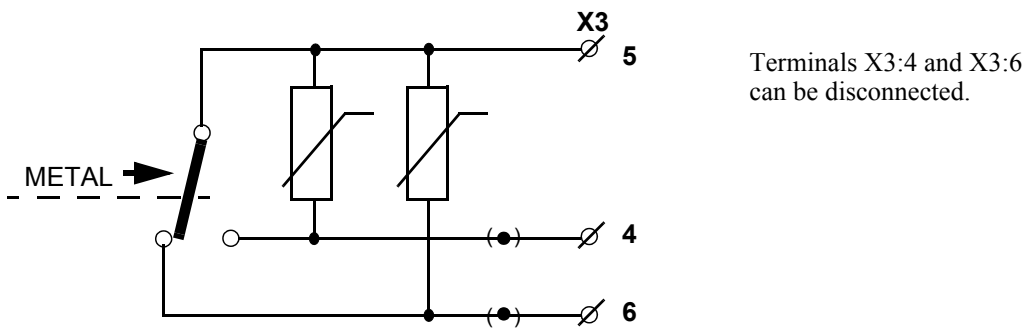 X3
5
Terminals X3:4 and X3:6
can be disconnected.
METAL
( )
4
( )
6